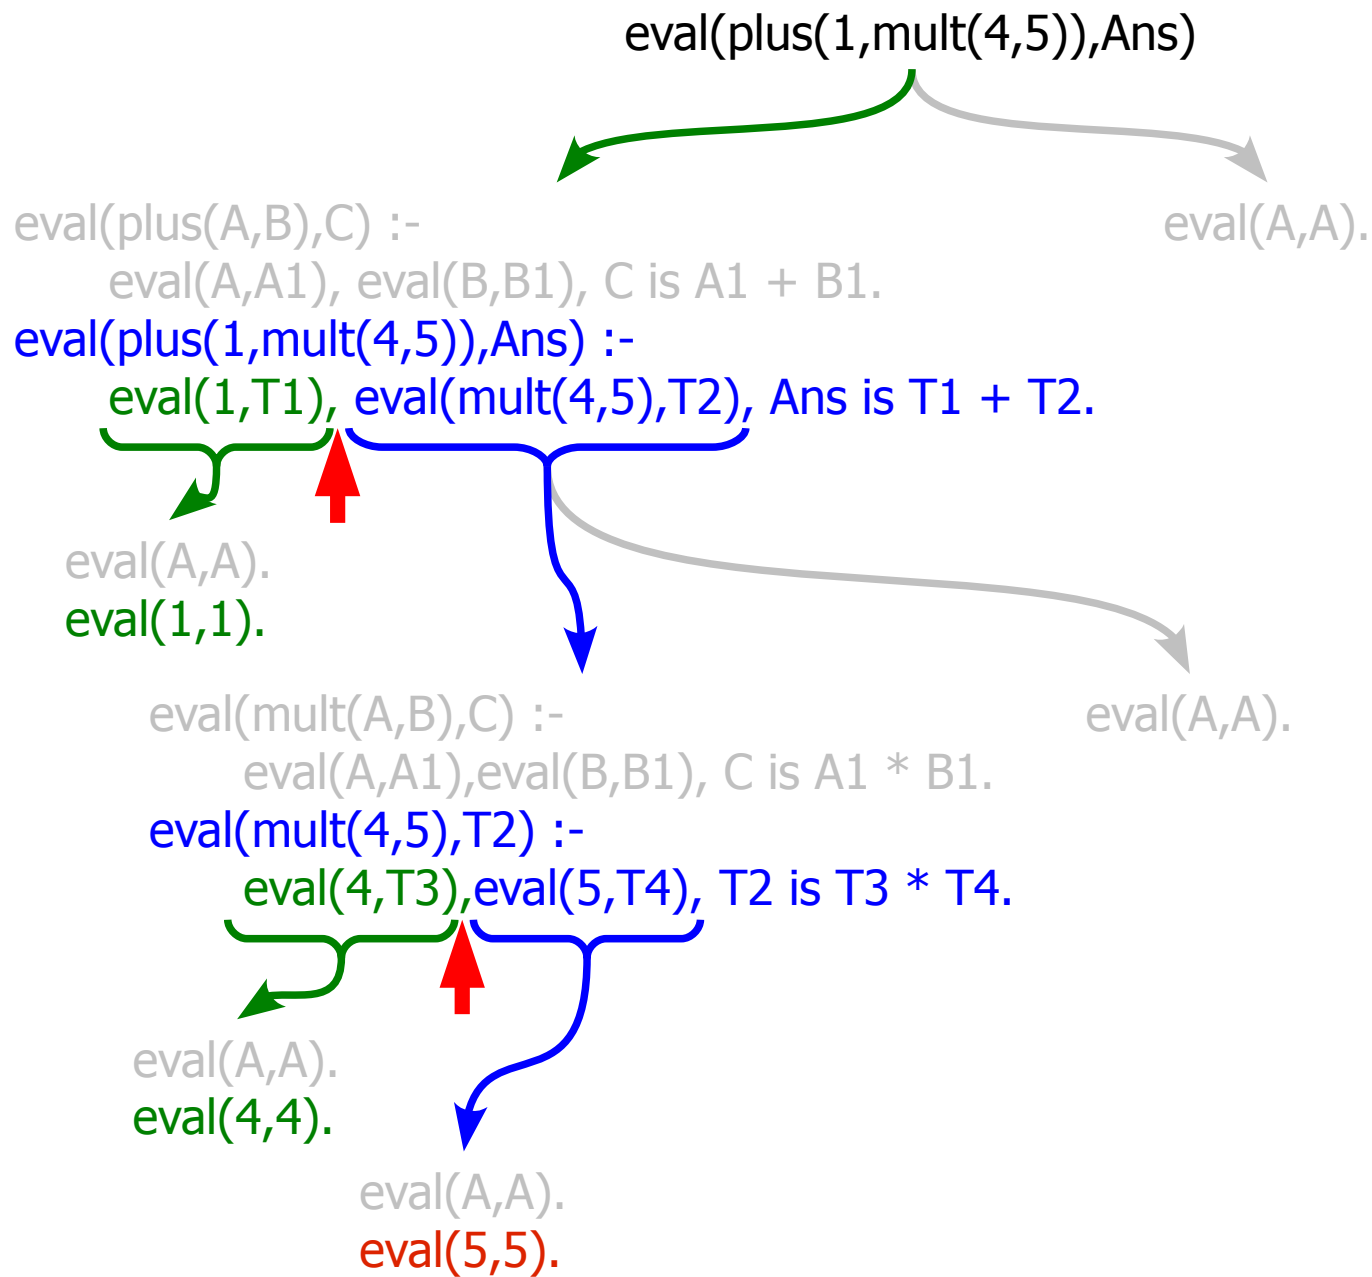 eval(plus(1,mult(4,5)),Ans)
eval(plus(A,B),C) :-
eval(A,A).
eval(A,A1), eval(B,B1), C is A1 + B1.
eval(plus(1,mult(4,5)),Ans) :-
eval(1,T1), eval(mult(4,5),T2), Ans is T1 + T2.
eval(A,A).
eval(1,1).
eval(mult(A,B),C) :-
eval(A,A).
eval(A,A1),eval(B,B1), C is A1 * B1.
eval(mult(4,5),T2) :-
eval(4,T3),eval(5,T4), T2 is T3 * T4.
eval(A,A).
eval(4,4).
eval(A,A).
eval(5,5).